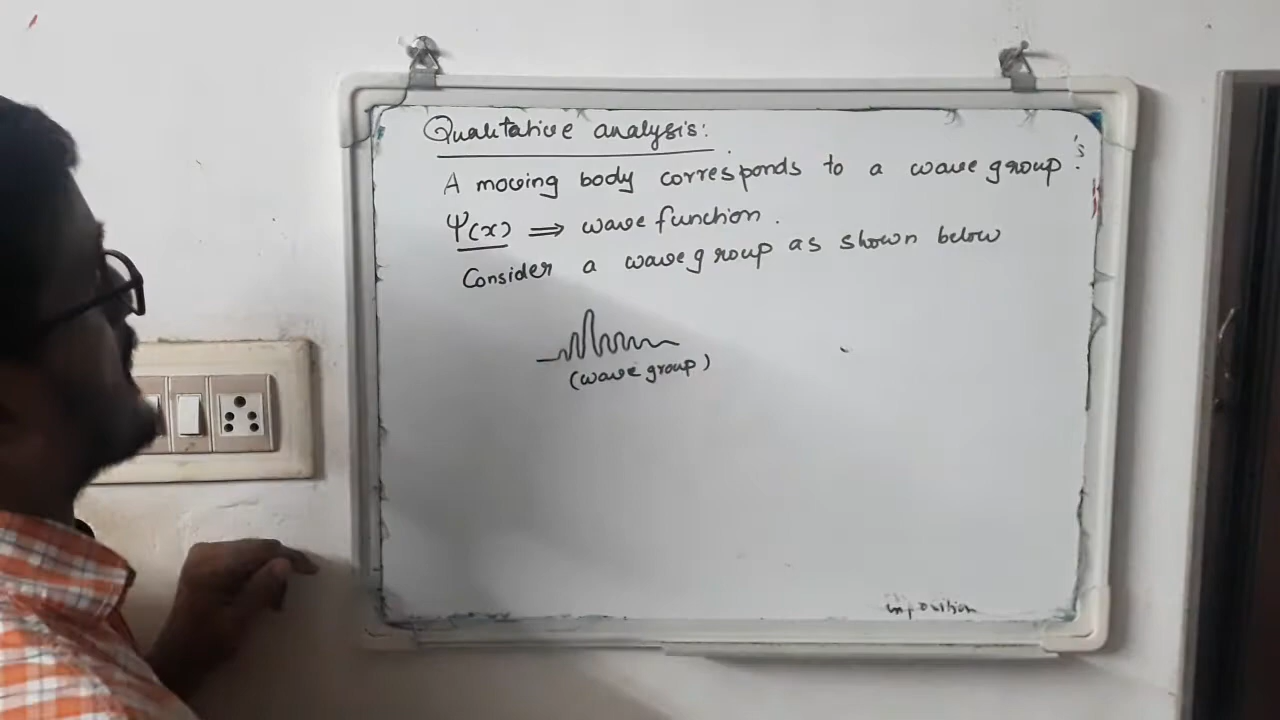 Qualitative analysis:
A moving body corresponds to a wave group's
Ψ(x) ⇒ wave function.
Consider a wave group as shown below
(wave group)